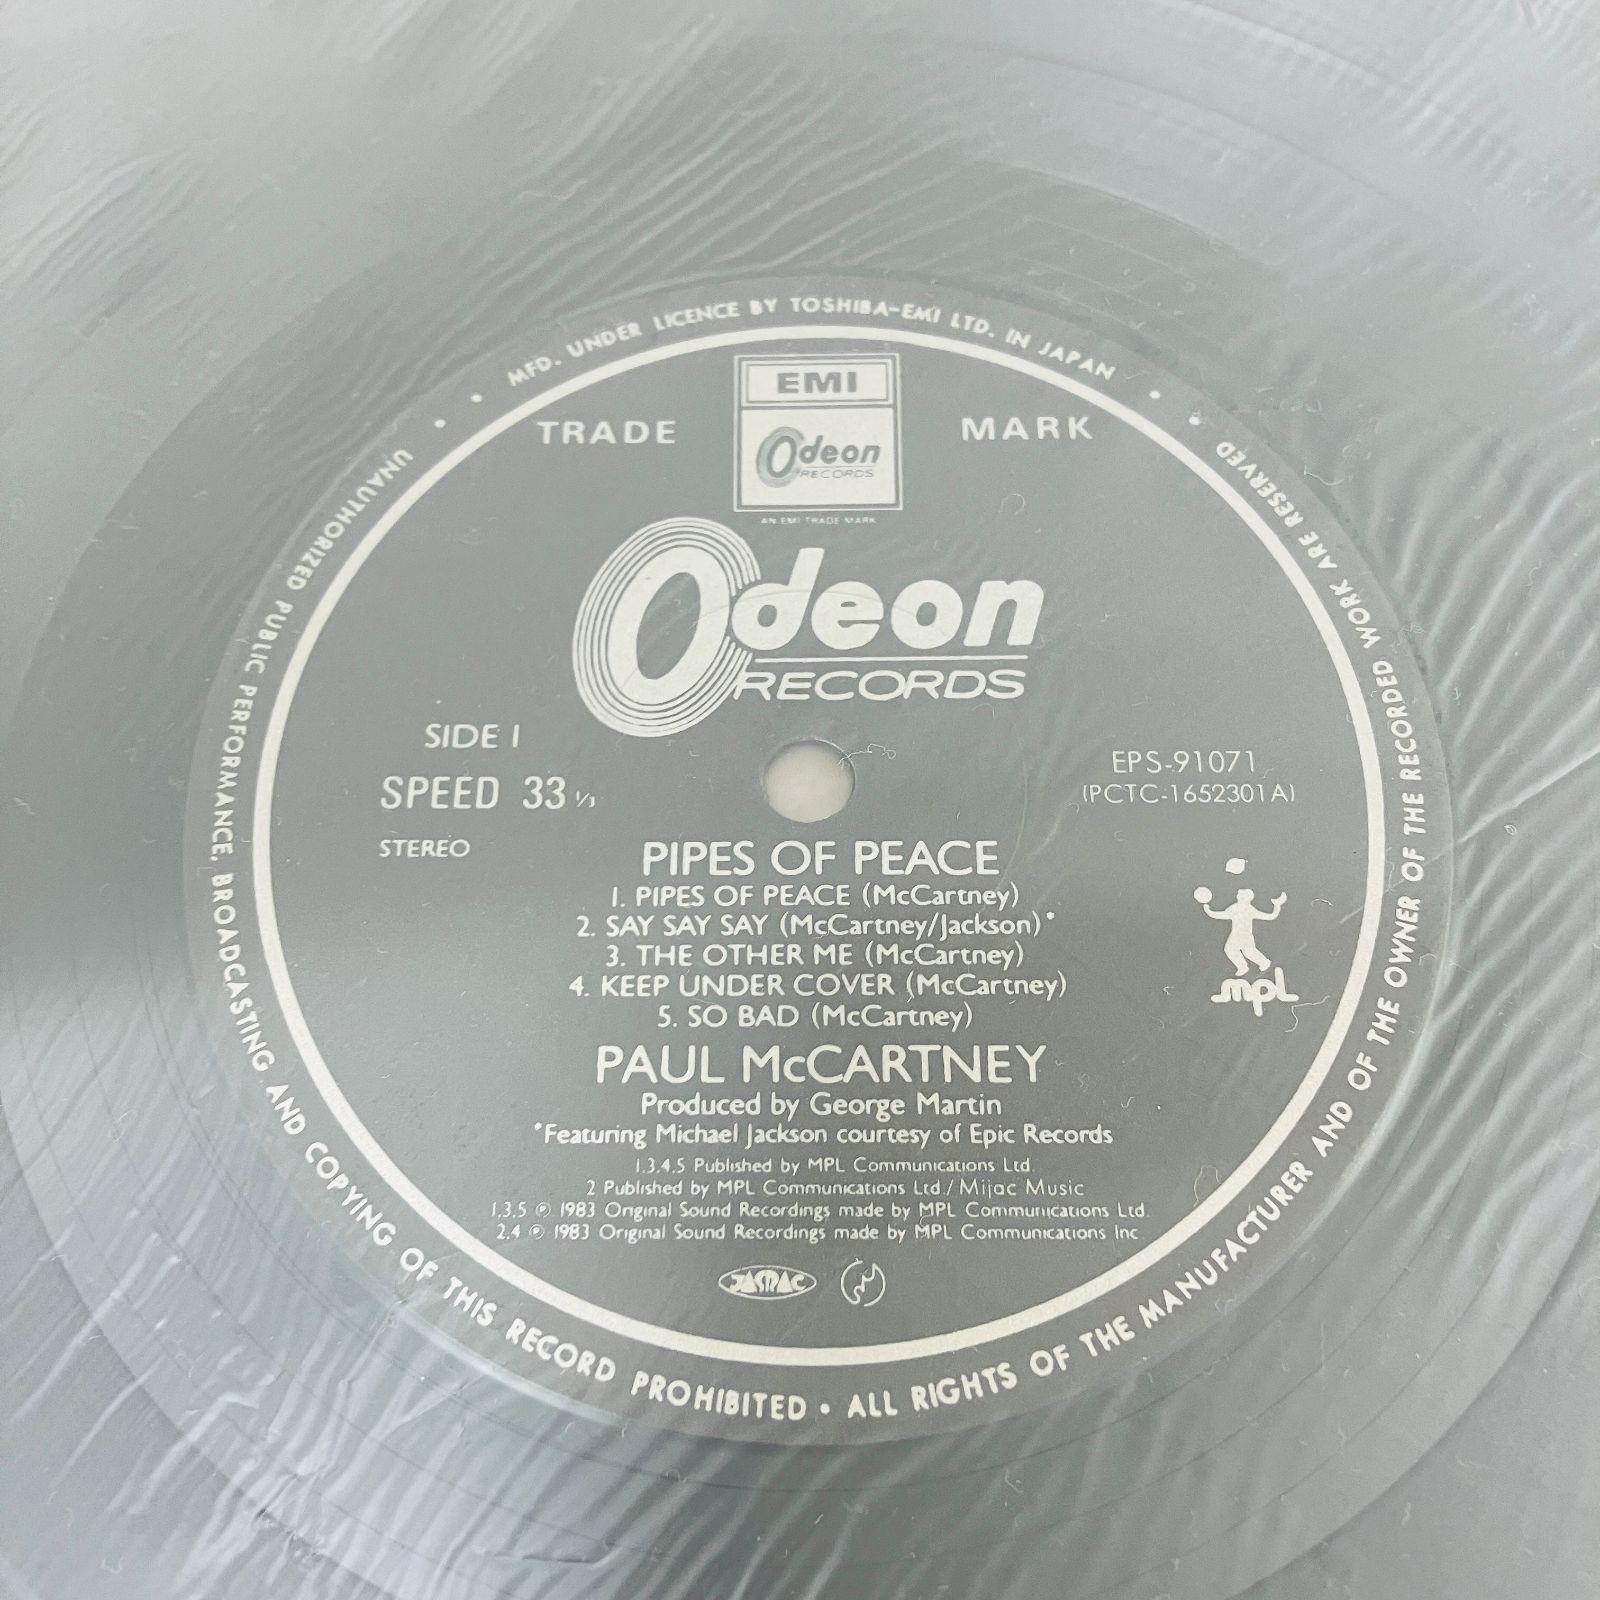 MFD. UNDER LICENCE BY TOSHIBA-EMI LTD. IN JAPAN
TRADE MARK
EMI
Odeon
RECORDS
AN EMI TRADE MARK
Odeon
RECORDS
SIDE 1
SPEED 33 1/3
STEREO
EPS-91071
(PCTC-1652301A)
PIPES OF PEACE
1. PIPES OF PEACE (McCartney)
2. SAY SAY SAY (McCartney/Jackson)*
3. THE OTHER ME (McCartney)
4. KEEP UNDER COVER (McCartney)
5. SO BAD (McCartney)
mpl
PAUL McCARTNEY
Produced by George Martin
*Featuring Michael Jackson courtesy of Epic Records
1.3.4.5 Published by MPL Communications Ltd.
2 Published by MPL Communications Ltd./Mijac Music
1,3,5 ℗ 1983 Original Sound Recordings made by MPL Communications Ltd.
2,4 ℗ 1983 Original Sound Recordings made by MPL Communications Inc.
JASRAC
UNAUTHORIZED PUBLIC PERFORMANCE, BROADCASTING AND COPYING OF THIS RECORD PROHIBITED • ALL RIGHTS OF THE MANUFACTURER AND OF THE OWNER OF THE RECORDED WORK ARE RESERVED